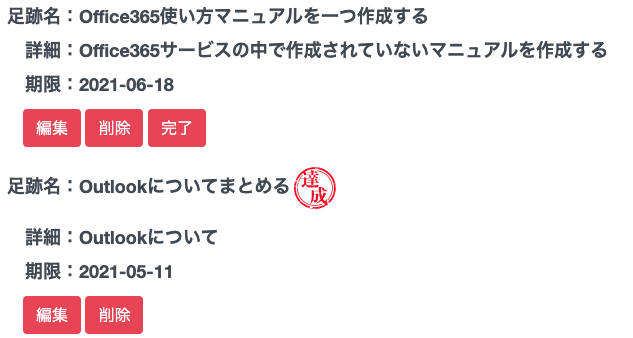 足跡名：Office365使い方マニュアルを一つ作成する
詳細：Office365サービスの中で作成されていないマニュアルを作成する
期限：2021-06-18
編集 削除 完了
足跡名：Outlookについてまとめる 達成
詳細：Outlookについて
期限：2021-05-11
編集 削除